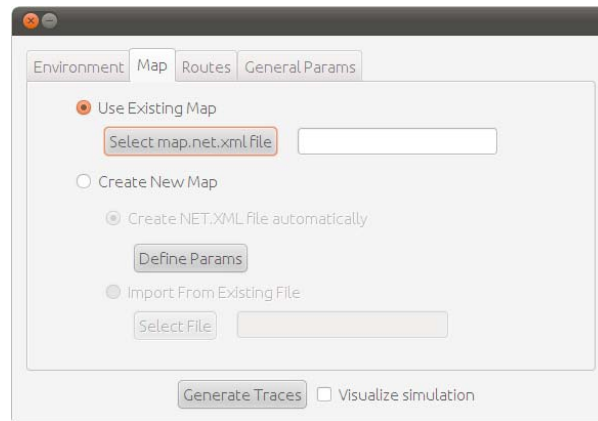 Environment Map Routes General Params
Use Existing Map
Select map.net.xml file
Create New Map
Create NET.XML file automatically
Define Params
Import From Existing File
Select File
Generate Traces Visualize simulation